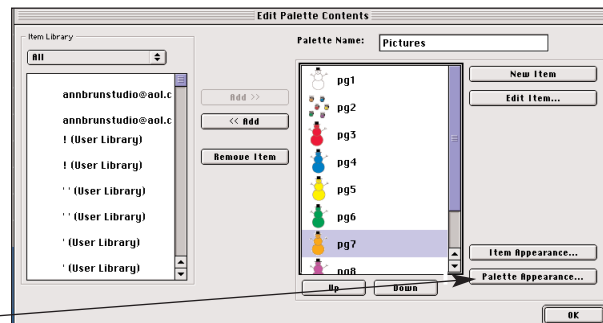 Edit Palette Contents
Item Library
All
annbrunstudio@aol.c
annbrunstudio@aol.c
! (User Library)
! (User Library)
' ' (User Library)
' ' (User Library)
' (User Library)
' (User Library)
Add >>
<< Add
Remove Item
Palette Name: Pictures
pg1
pg2
pg3
pg4
pg5
pg6
pg7
pg8
Up
Down
New Item
Edit Item...
Item Appearance...
Palette Appearance...
OK